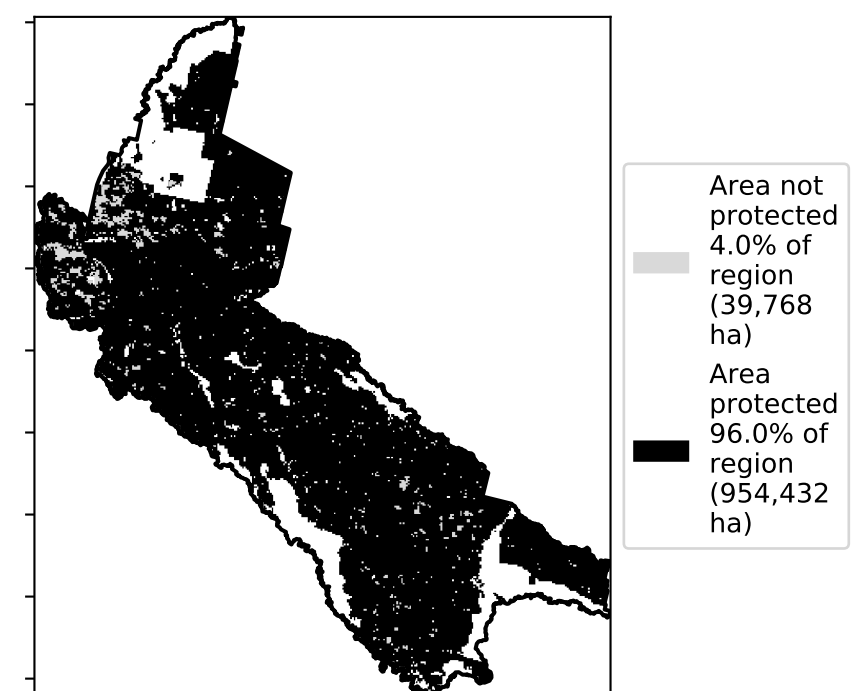 Area not
protected
4.0% of
region
(39,768
ha)
Area
protected
96.0% of
region
(954,432
ha)